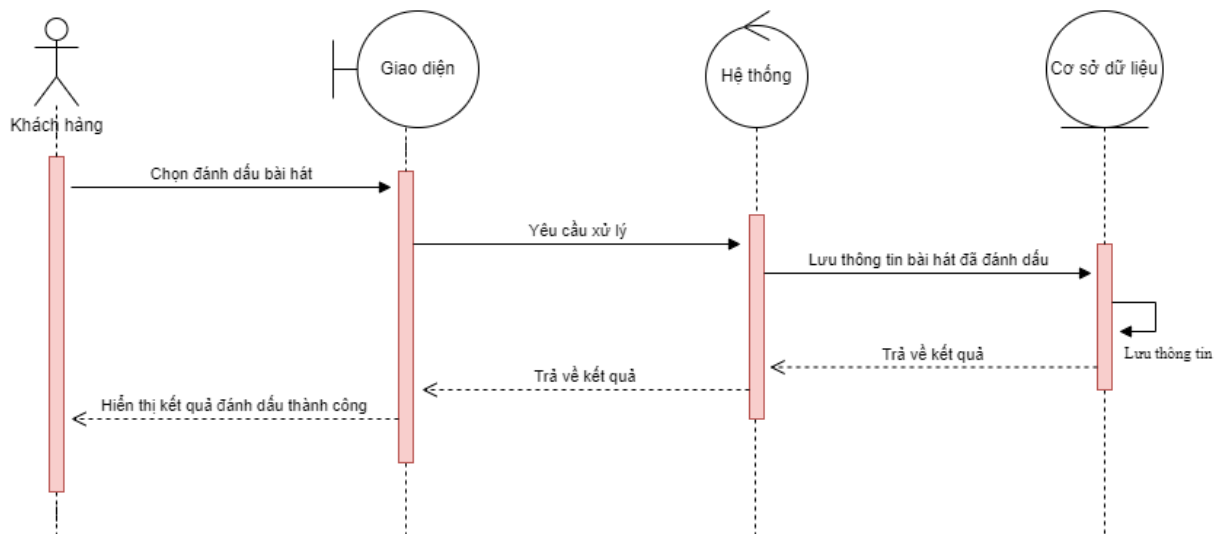 Giao diện
Hệ thống
Cơ sở dữ liệu
Khách hàng
Chọn đánh dấu bài hát
Yêu cầu xử lý
Lưu thông tin bài hát đã đánh dấu
Lưu thông tin
Trả về kết quả
Trả về kết quả
Hiển thị kết quả đánh dấu thành công